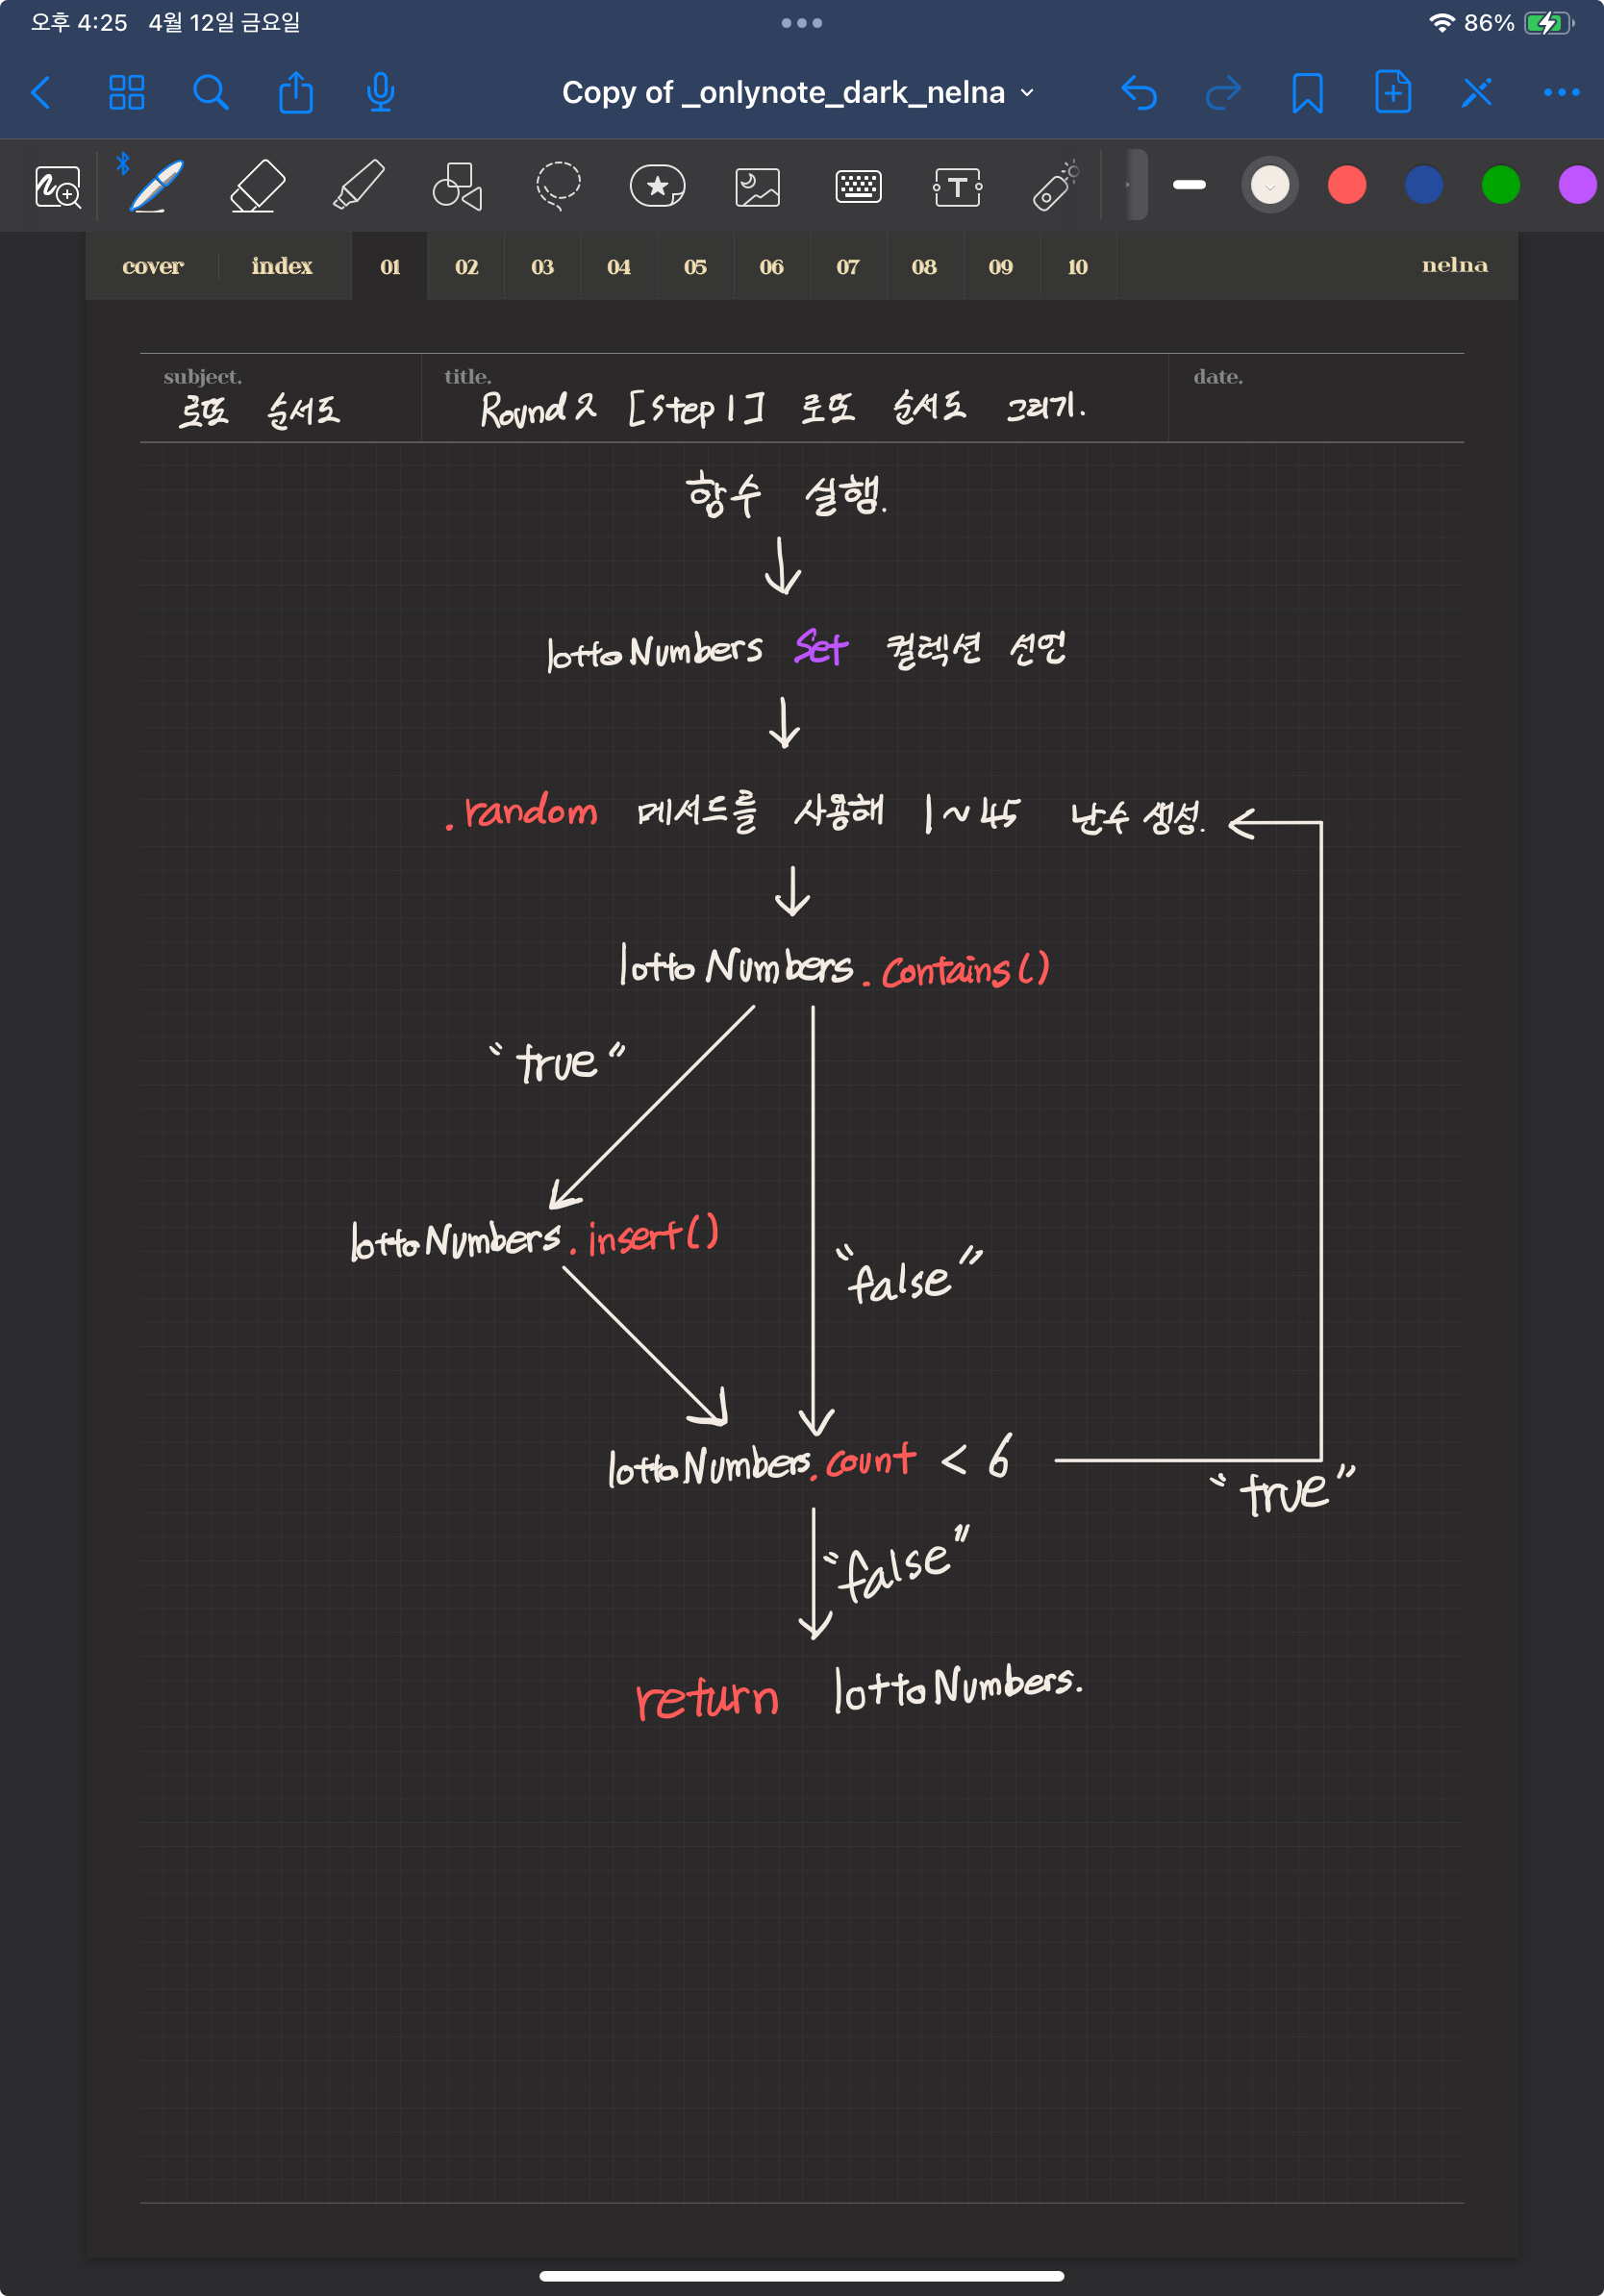 오후 4:25 4월 12일 금요일 86%
Copy of _onlynote_dark_nelna
cover index 01 02 03 04 05 06 07 08 09 10 nelna
subject. title. date.
로또 순서도 Round 2 [Step 1] 로또 순서도 그리기.
함수 실행.
lottoNumbers Set 컬렉션 선언
.random 메서드를 사용해 1~45 난수 생성.
lottoNumbers.contains()
"true"
lottoNumbers.insert()
"false"
lottoNumbers.count < 6
"true"
"false"
return lottoNumbers.